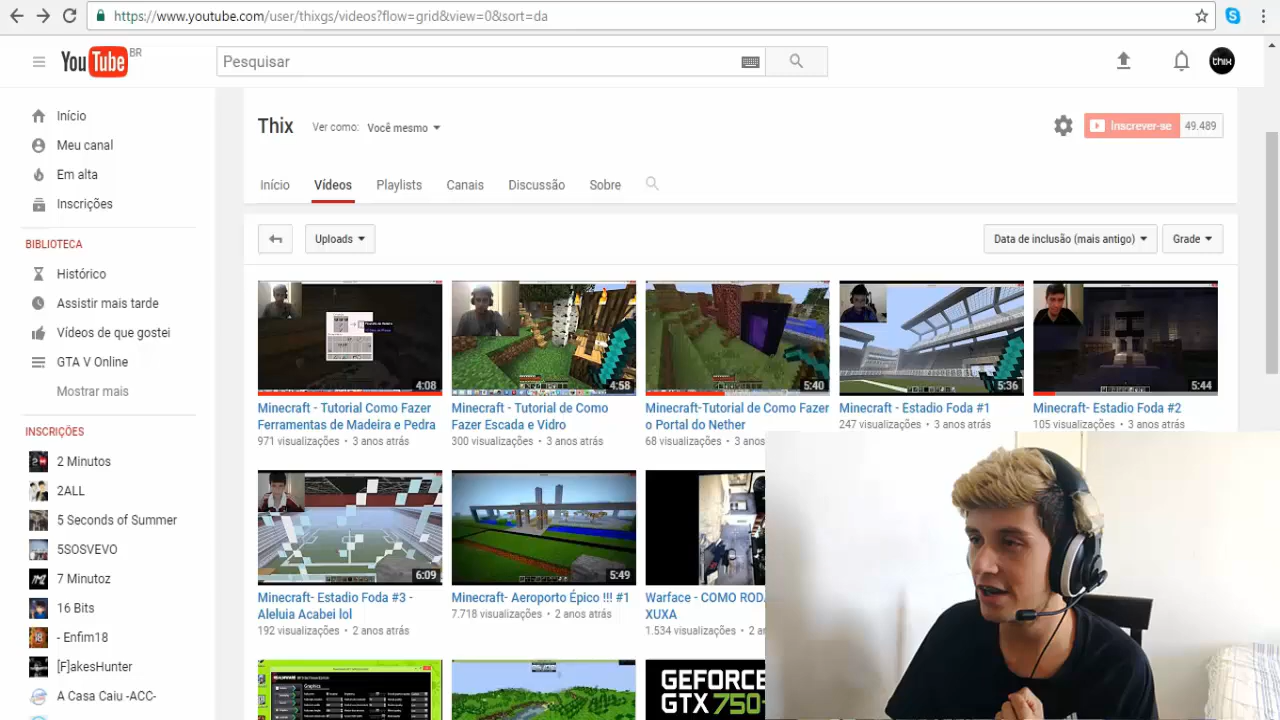 https://www.youtube.com/user/thixgs/videos?flow=grid&view=0&sort=da
YouTube BR
Pesquisar
thix
Início
Meu canal
Em alta
Inscrições
BIBLIOTECA
Histórico
Assistir mais tarde
Vídeos de que gostei
GTA V Online
Mostrar mais
INSCRIÇÕES
2 Minutos
2ALL
5 Seconds of Summer
5SOSVEVO
7 Minutoz
16 Bits
- Enfim18
[F]akesHunter
A Casa Caiu -ACC-
Thix
Ver como: Você mesmo
Inscrever-se 49.489
Início Vídeos Playlists Canais Discussão Sobre
Uploads
Data de inclusão (mais antigo) Grade
4:08
Minecraft - Tutorial Como Fazer
Ferramentas de Madeira e Pedra
971 visualizações • 3 anos atrás
4:58
Minecraft - Tutorial de Como
Fazer Escada e Vidro
300 visualizações • 3 anos atrás
5:40
Minecraft-Tutorial de Como Fazer
o Portal do Nether
68 visualizações • 3 anos
5:36
Minecraft - Estadio Foda #1
247 visualizações • 3 anos atrás
5:44
Minecraft- Estadio Foda #2
105 visualizações • 3 anos atrás
6:09
Minecraft- Estadio Foda #3 -
Aleluia Acabei lol
192 visualizações • 2 anos atrás
5:49
Minecraft- Aeroporto Épico !!! #1
7.718 visualizações • 2 anos atrás
Warface - COMO ROD
XUXA
1.534 visualizações • 2
Graphics
GEFORC
GTX 750